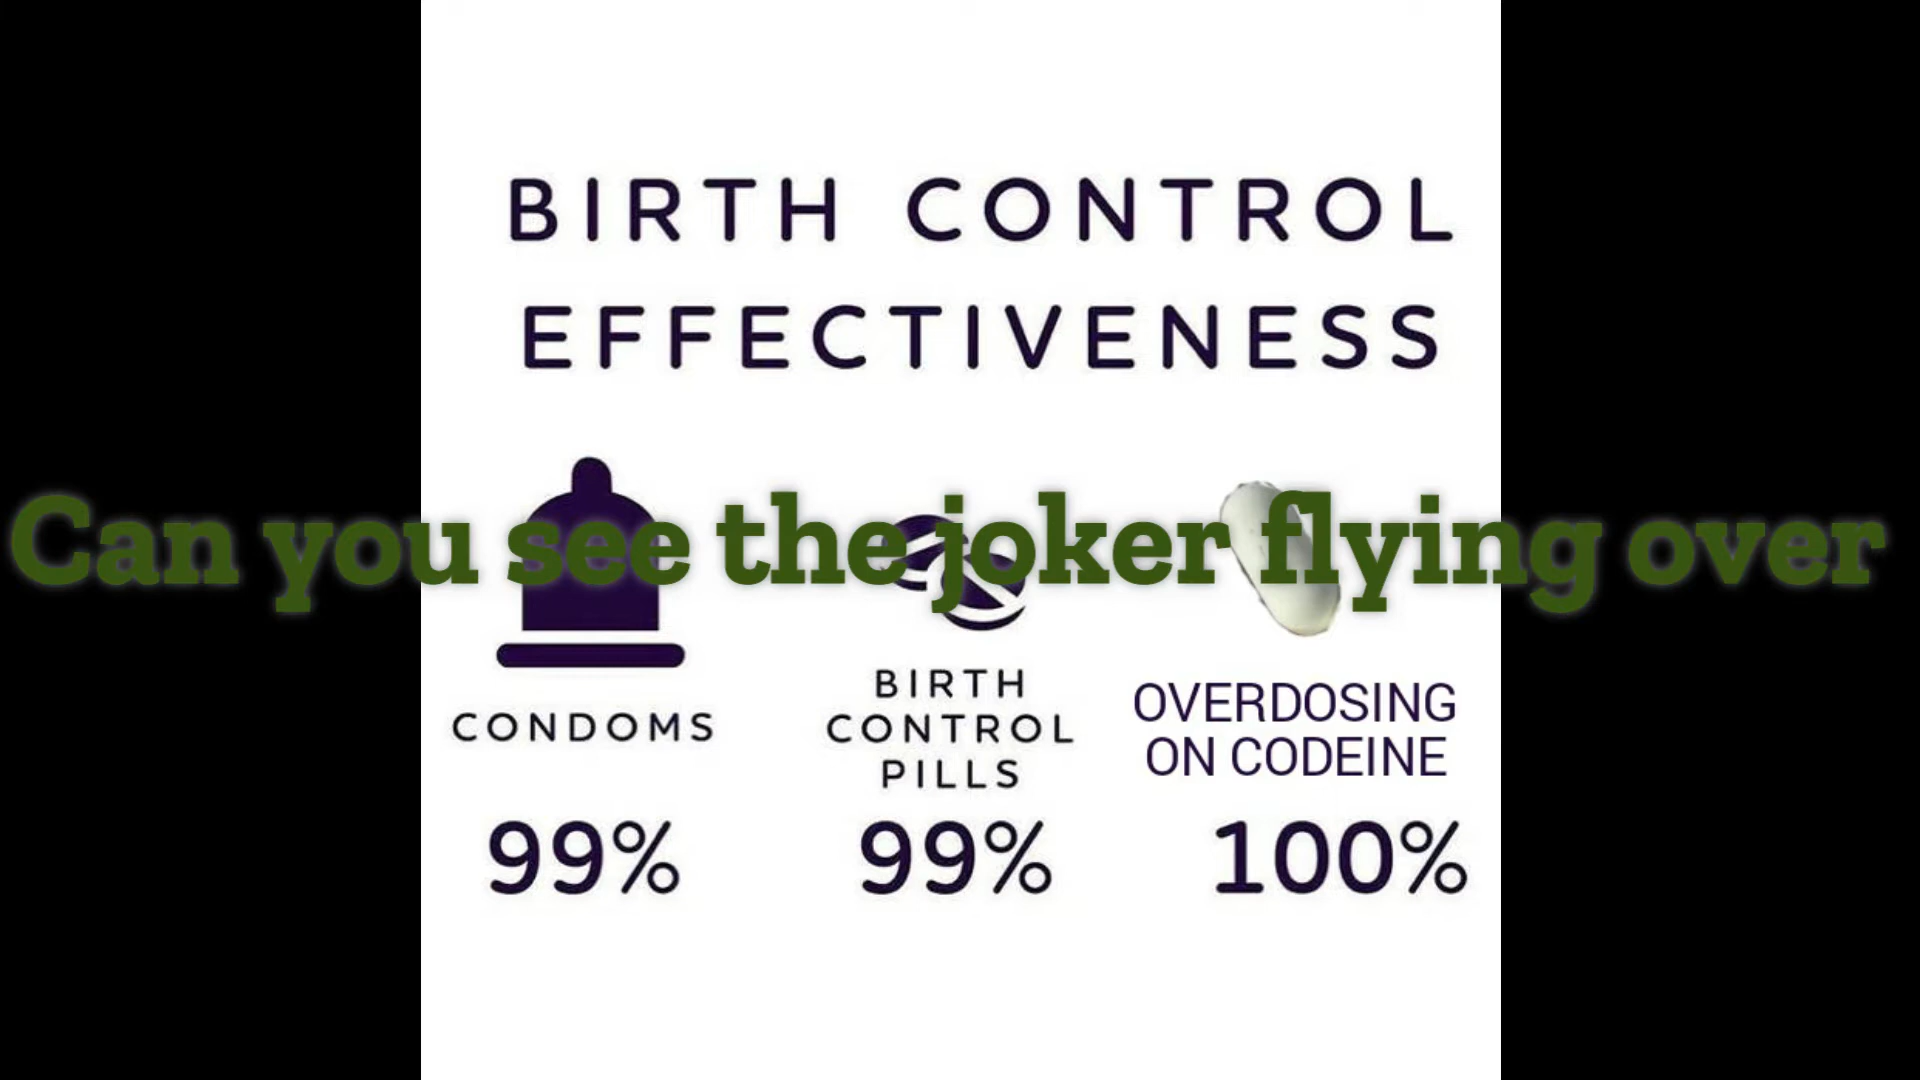 BIRTH CONTROL
EFFECTIVENESS
Can you see the joker flying over
CONDOMS
99%
BIRTH
CONTROL
PILLS
99%
OVERDOSING
ON CODEINE
100%